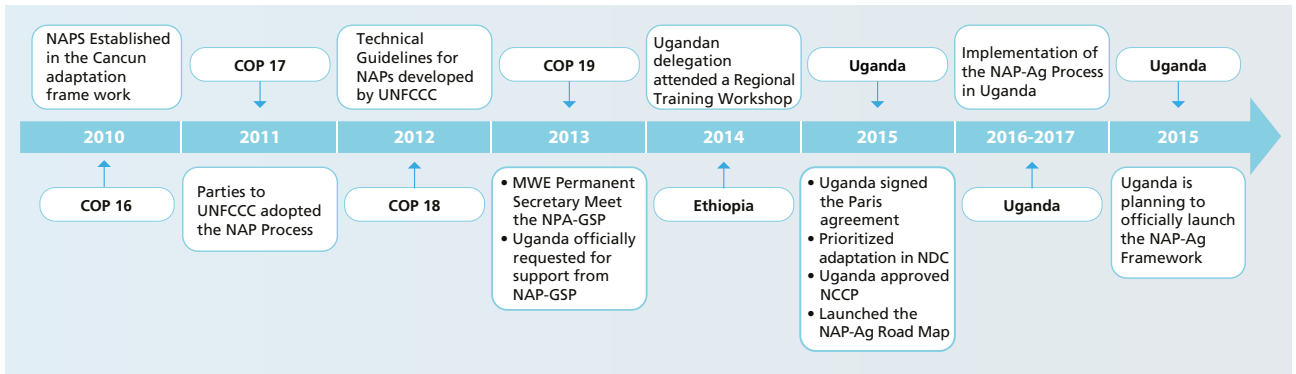 NAPS Established
in the Cancun
adaptation
frame work
COP 17
Technical
Guidelines for
NAPs developed
by UNFCCC
COP 19
Ugandan
delegation
attended a Regional
Training Workshop
Uganda
Implementation of
the NAP-Ag Process
in Uganda
Uganda
2010
2011
2012
2013
2014
2015
2016-2017
2015
COP 16
Parties to
UNFCCC adopted
the NAP Process
COP 18
• MWE Permanent
Secretary Meet
the NPA-GSP
• Uganda officially
requested for
support from
NAP-GSP
Ethiopia
• Uganda signed
the Paris
agreement
• Prioritized
adaptation in NDC
• Uganda approved
NCCP
• Launched the
NAP-Ag Road Map
Uganda
Uganda is
planning to
officially launch
the NAP-Ag
Framework